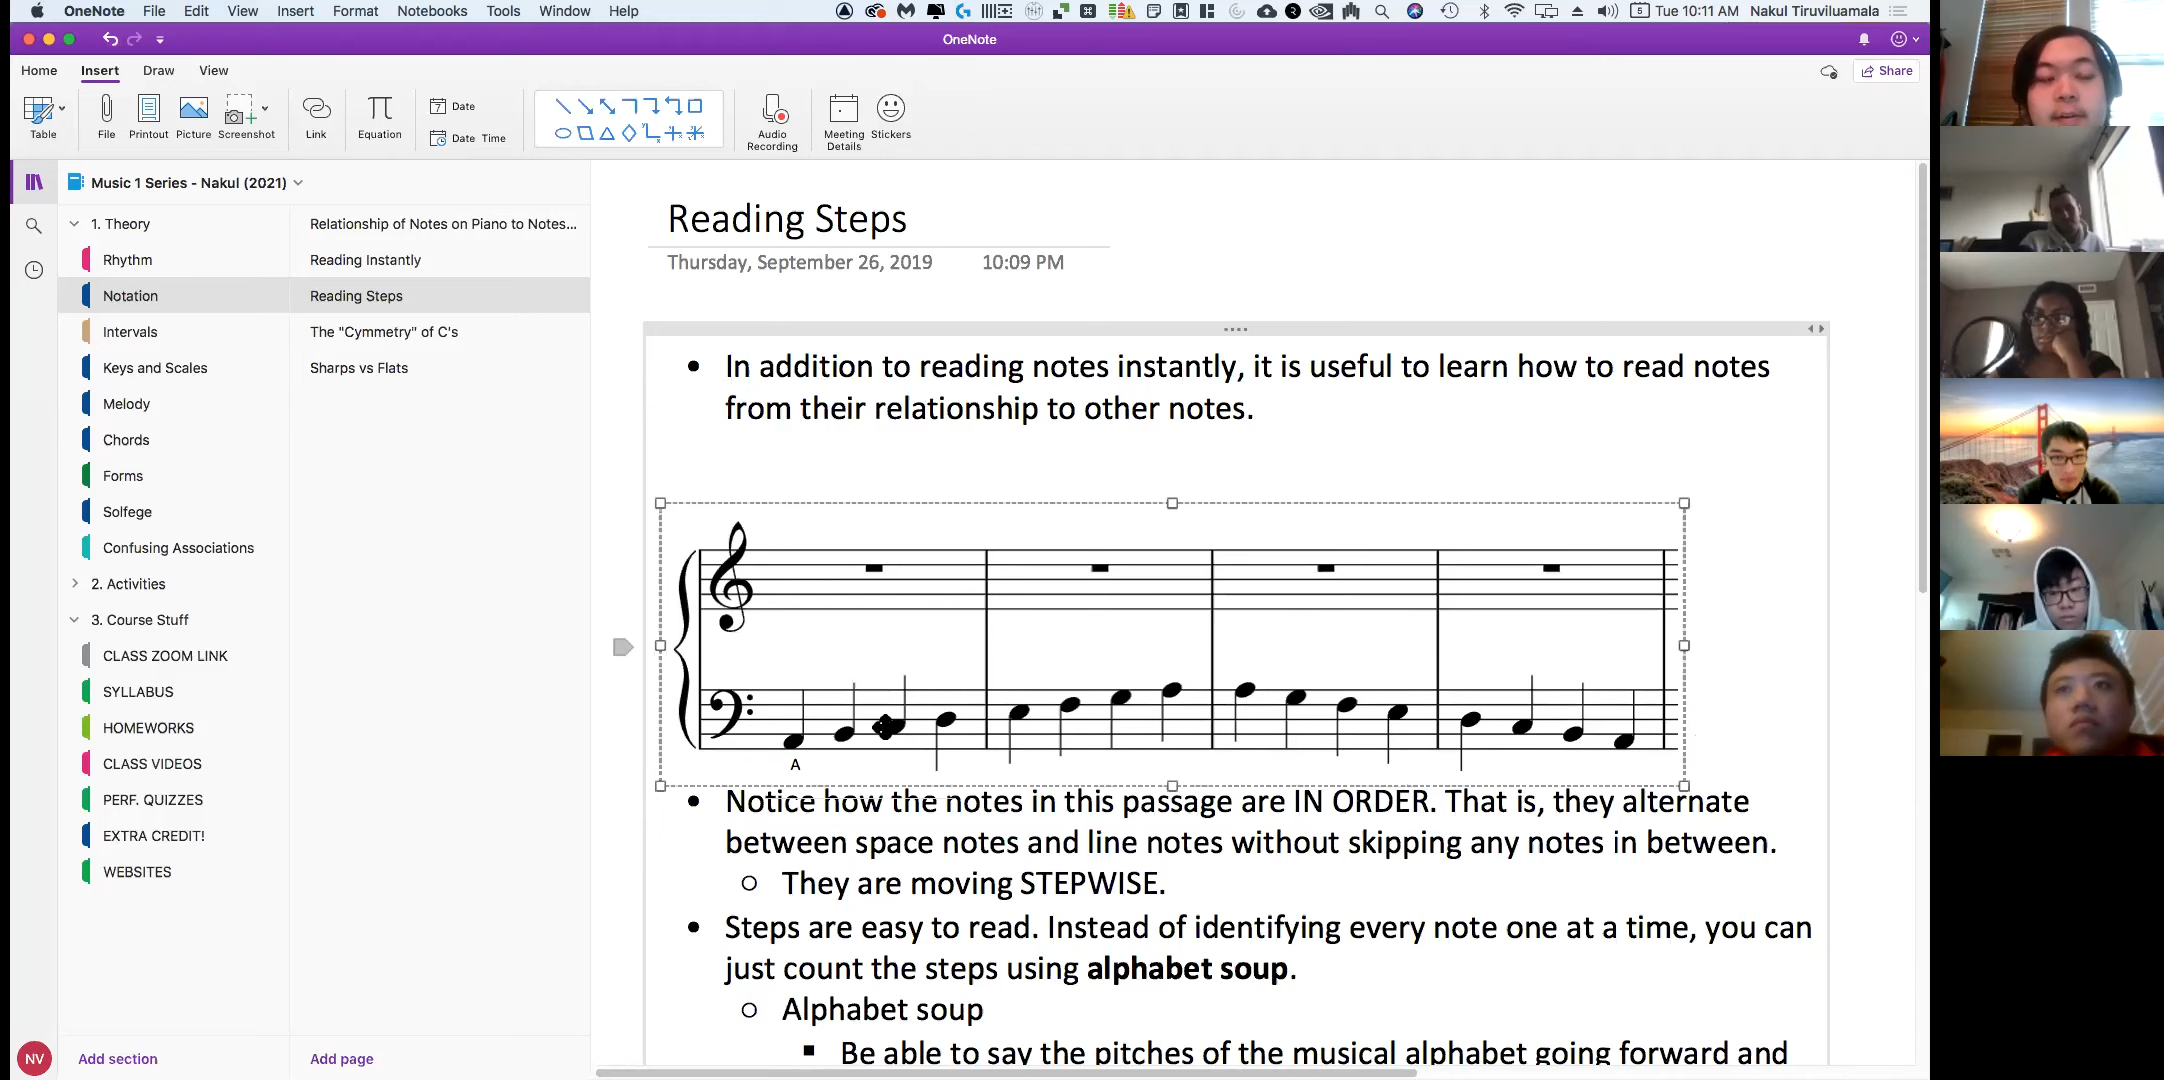 OneNote File Edit View Insert Format Notebooks Tools Window Help
Tue 10:11 AM Nakul Tiruviluamala
OneNote
Home Insert Draw View
Share
Table File Printout Picture Screenshot Link Equation
Date
Date Time
Audio Recording
Meeting Details
Stickers
Music 1 Series - Nakul (2021)
1. Theory
Rhythm
Notation
Intervals
Keys and Scales
Melody
Chords
Forms
Solfege
Confusing Associations
2. Activities
3. Course Stuff
CLASS ZOOM LINK
SYLLABUS
HOMEWORKS
CLASS VIDEOS
PERF. QUIZZES
EXTRA CREDIT!
WEBSITES
NV
Add section
Relationship of Notes on Piano to Notes...
Reading Instantly
Reading Steps
The "Cymmetry" of C's
Sharps vs Flats
Add page
Reading Steps
Thursday, September 26, 2019 10:09 PM
• In addition to reading notes instantly, it is useful to learn how to read notes
from their relationship to other notes.
A
• Notice how the notes in this passage are IN ORDER. That is, they alternate
between space notes and line notes without skipping any notes in between.
○ They are moving STEPWISE.
• Steps are easy to read. Instead of identifying every note one at a time, you can
just count the steps using alphabet soup.
○ Alphabet soup
▪ Be able to say the pitches of the musical alphabet going forward and